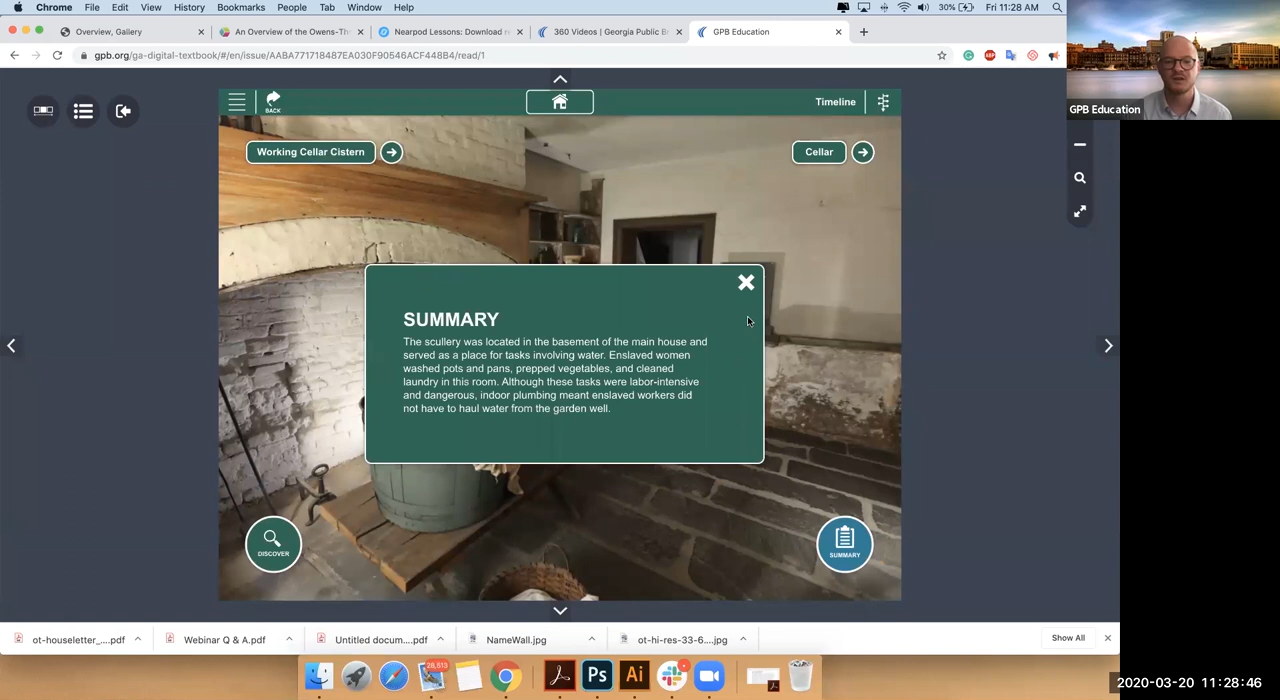 Chrome File Edit View History Bookmarks People Tab Window Help
30% Fri 11:28 AM
Overview, Gallery
An Overview of the Owens-Th
Nearpod Lessons: Download r
360 Videos | Georgia Public B
GPB Education
gpb.org/ga-digital-textbook/#/en/issue/AABA771718487EA030F90546ACF448B4/read/1
ABP
GPB Education
BACK
Timeline
Working Cellar Cistern
Cellar
SUMMARY
The scullery was located in the basement of the main house and
served as a place for tasks involving water. Enslaved women
washed pots and pans, prepped vegetables, and cleaned
laundry in this room. Although these tasks were labor-intensive
and dangerous, indoor plumbing meant enslaved workers did
not have to haul water from the garden well.
DISCOVER
SUMMARY
ot-houseletter_....pdf
Webinar Q & A.pdf
Untitled docum....pdf
NameWall.jpg
ot-hi-res-33-6....jpg
Show All
28,513
Ps
Ai
2020-03-20 11:28:46